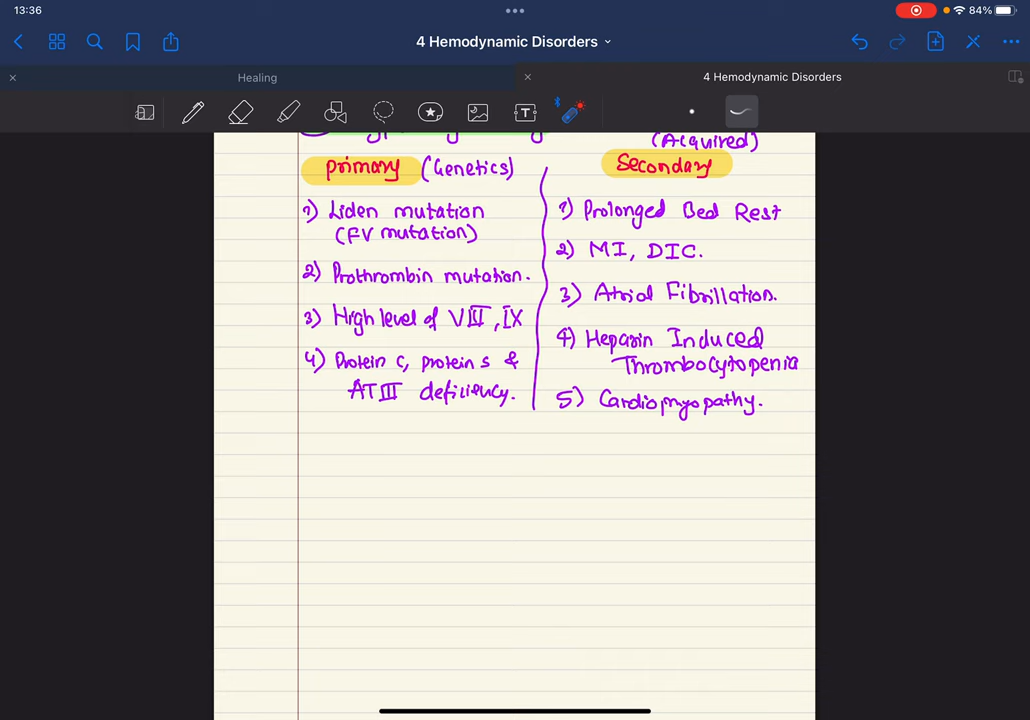 13:36
84%
4 Hemodynamic Disorders
Healing
4 Hemodynamic Disorders
(Acquired)
Primary (Genetics)
Secondary
1) Liden mutation
(FV mutation)
2) Prothrombin mutation.
3) High level of VIII, IX
4) Protein c, protein s &
ATIII deficiency.
1) Prolonged Bed Rest
2) MI, DIC.
3) Atrial Fibrillation.
4) Heparin Induced
Thrombocytopenia
5) Cardiomyopathy.